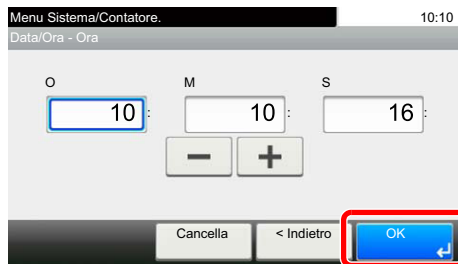 Menu Sistema/Contatore. 10:10
Data/Ora - Ora
O M S
10 : 10 : 16 :
− +
Cancella < Indietro OK